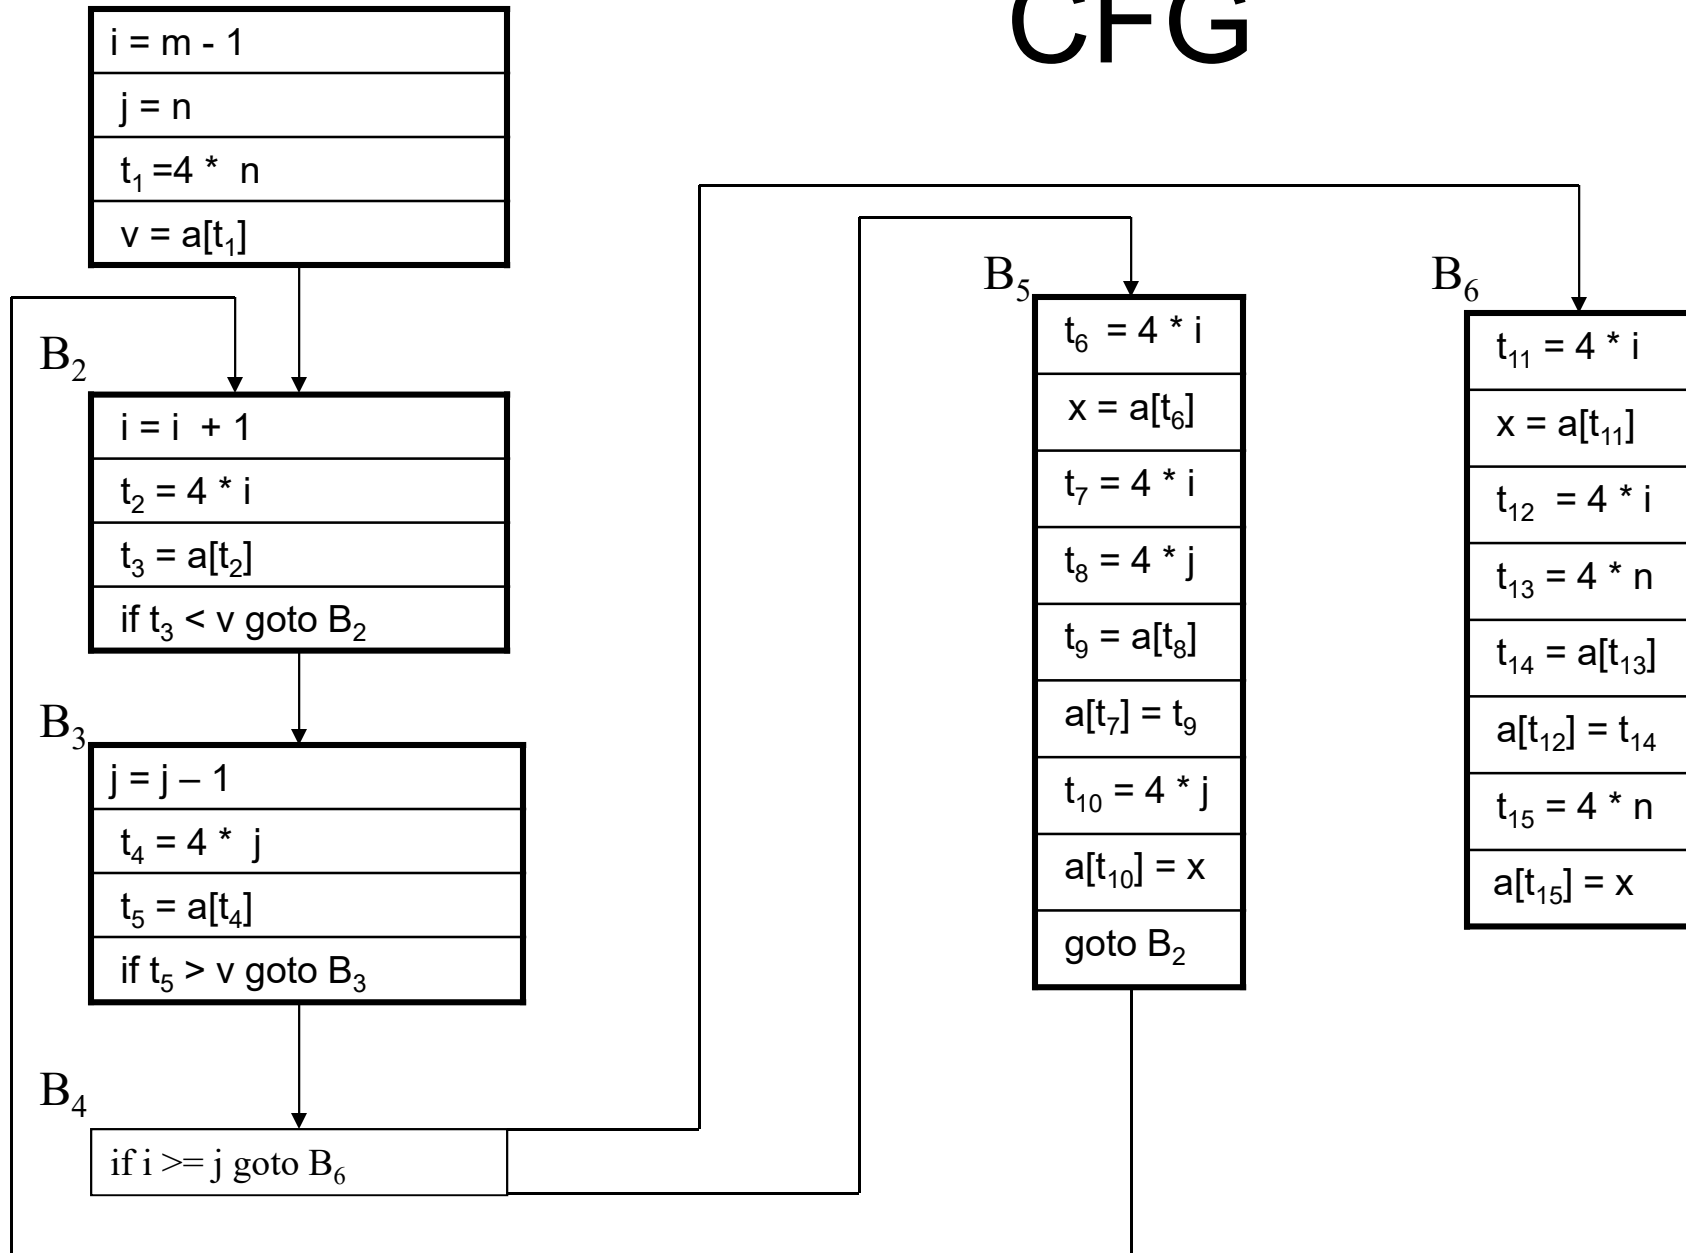 CFG
i = m - 1
j = n
t₁ =4 * n
v = a[t₁]
B₂
i = i + 1
t₂ = 4 * i
t₃ = a[t₂]
if t₃ < v goto B₂
B₃
j = j – 1
t₄ = 4 * j
t₅ = a[t₄]
if t₅ > v goto B₃
B₄
if i >= j goto B₆
B₅
t₆ = 4 * i
x = a[t₆]
t₇ = 4 * i
t₈ = 4 * j
t₉ = a[t₈]
a[t₇] = t₉
t₁₀ = 4 * j
a[t₁₀] = x
goto B₂
B₆
t₁₁ = 4 * i
x = a[t₁₁]
t₁₂ = 4 * i
t₁₃ = 4 * n
t₁₄ = a[t₁₃]
a[t₁₂] = t₁₄
t₁₅ = 4 * n
a[t₁₅] = x